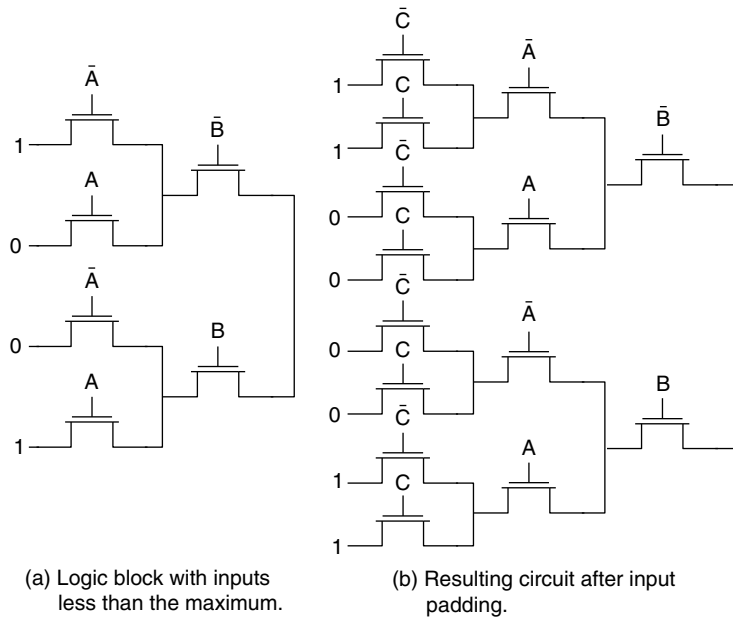 Ā
1
B̄
A
0
Ā
0
B
A
1
C̄
1
C
Ā
1
C̄
B̄
0
C
A
0
C̄
0
C
Ā
0
C̄
B
1
C
A
1
(a) Logic block with inputs
less than the maximum.
(b) Resulting circuit after input
padding.